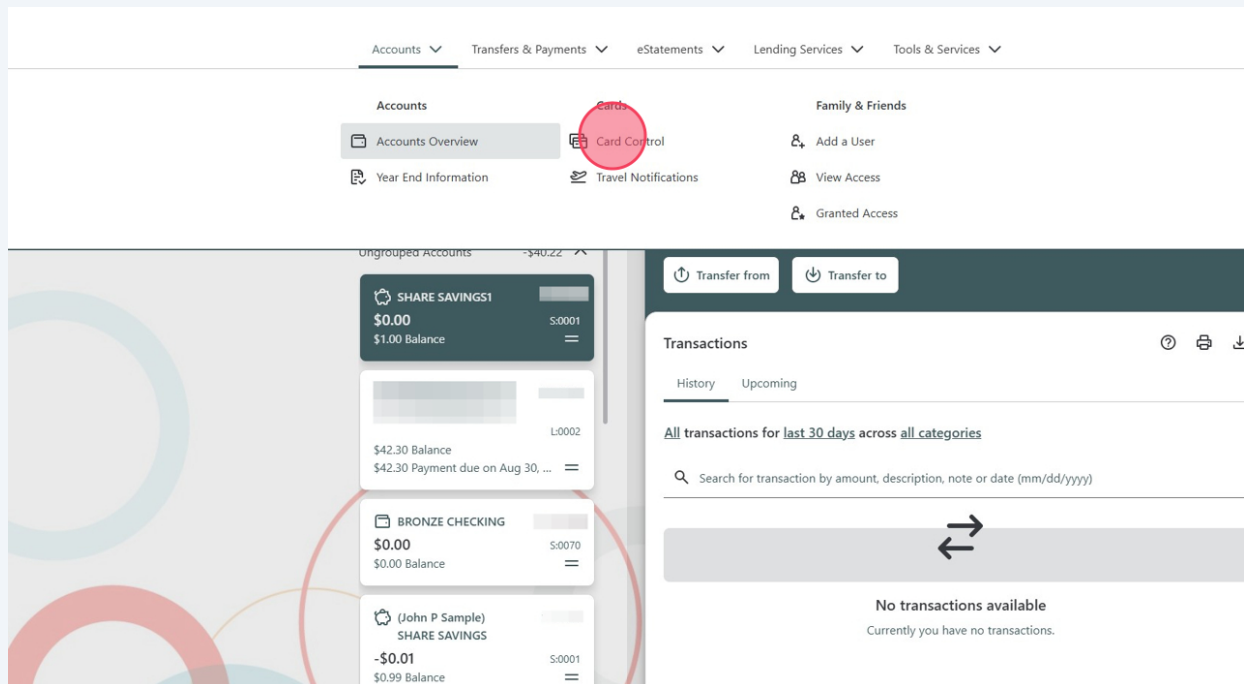 Accounts
Transfers & Payments
eStatements
Lending Services
Tools & Services
Accounts
Accounts Overview
Year End Information
Cards
Card Control
Travel Notifications
Family & Friends
Add a User
View Access
Granted Access
Ungrouped Accounts -$40.22
SHARE SAVINGS1
$0.00 S:0001
$1.00 Balance
L:0002
$42.30 Balance
$42.30 Payment due on Aug 30, ...
BRONZE CHECKING
$0.00 S:0070
$0.00 Balance
(John P Sample)
SHARE SAVINGS
-$0.01 S:0001
$0.99 Balance
Transfer from
Transfer to
Transactions
History
Upcoming
All transactions for last 30 days across all categories
Search for transaction by amount, description, note or date (mm/dd/yyyy)
No transactions available
Currently you have no transactions.